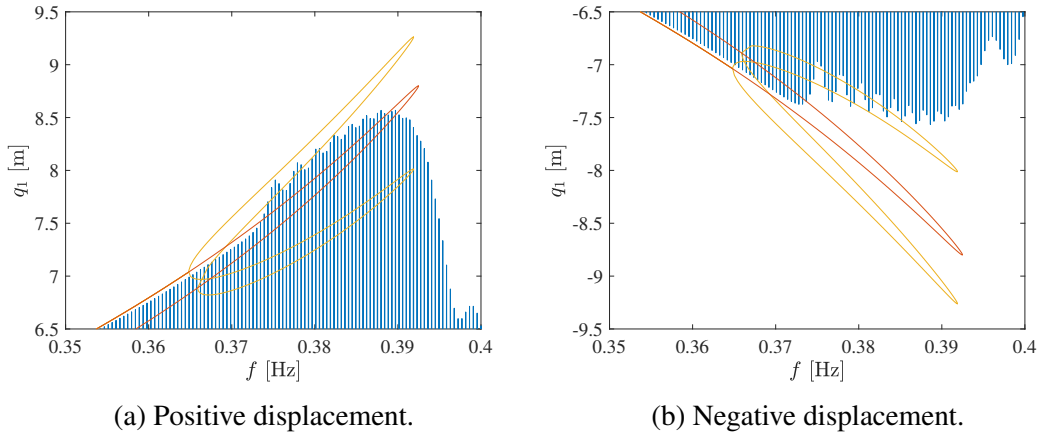 9.5
9
8.5
8
7.5
7
6.5
q₁ [m]
0.35 0.36 0.37 0.38 0.39 0.4
f [Hz]
(a) Positive displacement.
-6.5
-7
-7.5
-8
-8.5
-9
-9.5
q₁ [m]
0.35 0.36 0.37 0.38 0.39 0.4
f [Hz]
(b) Negative displacement.